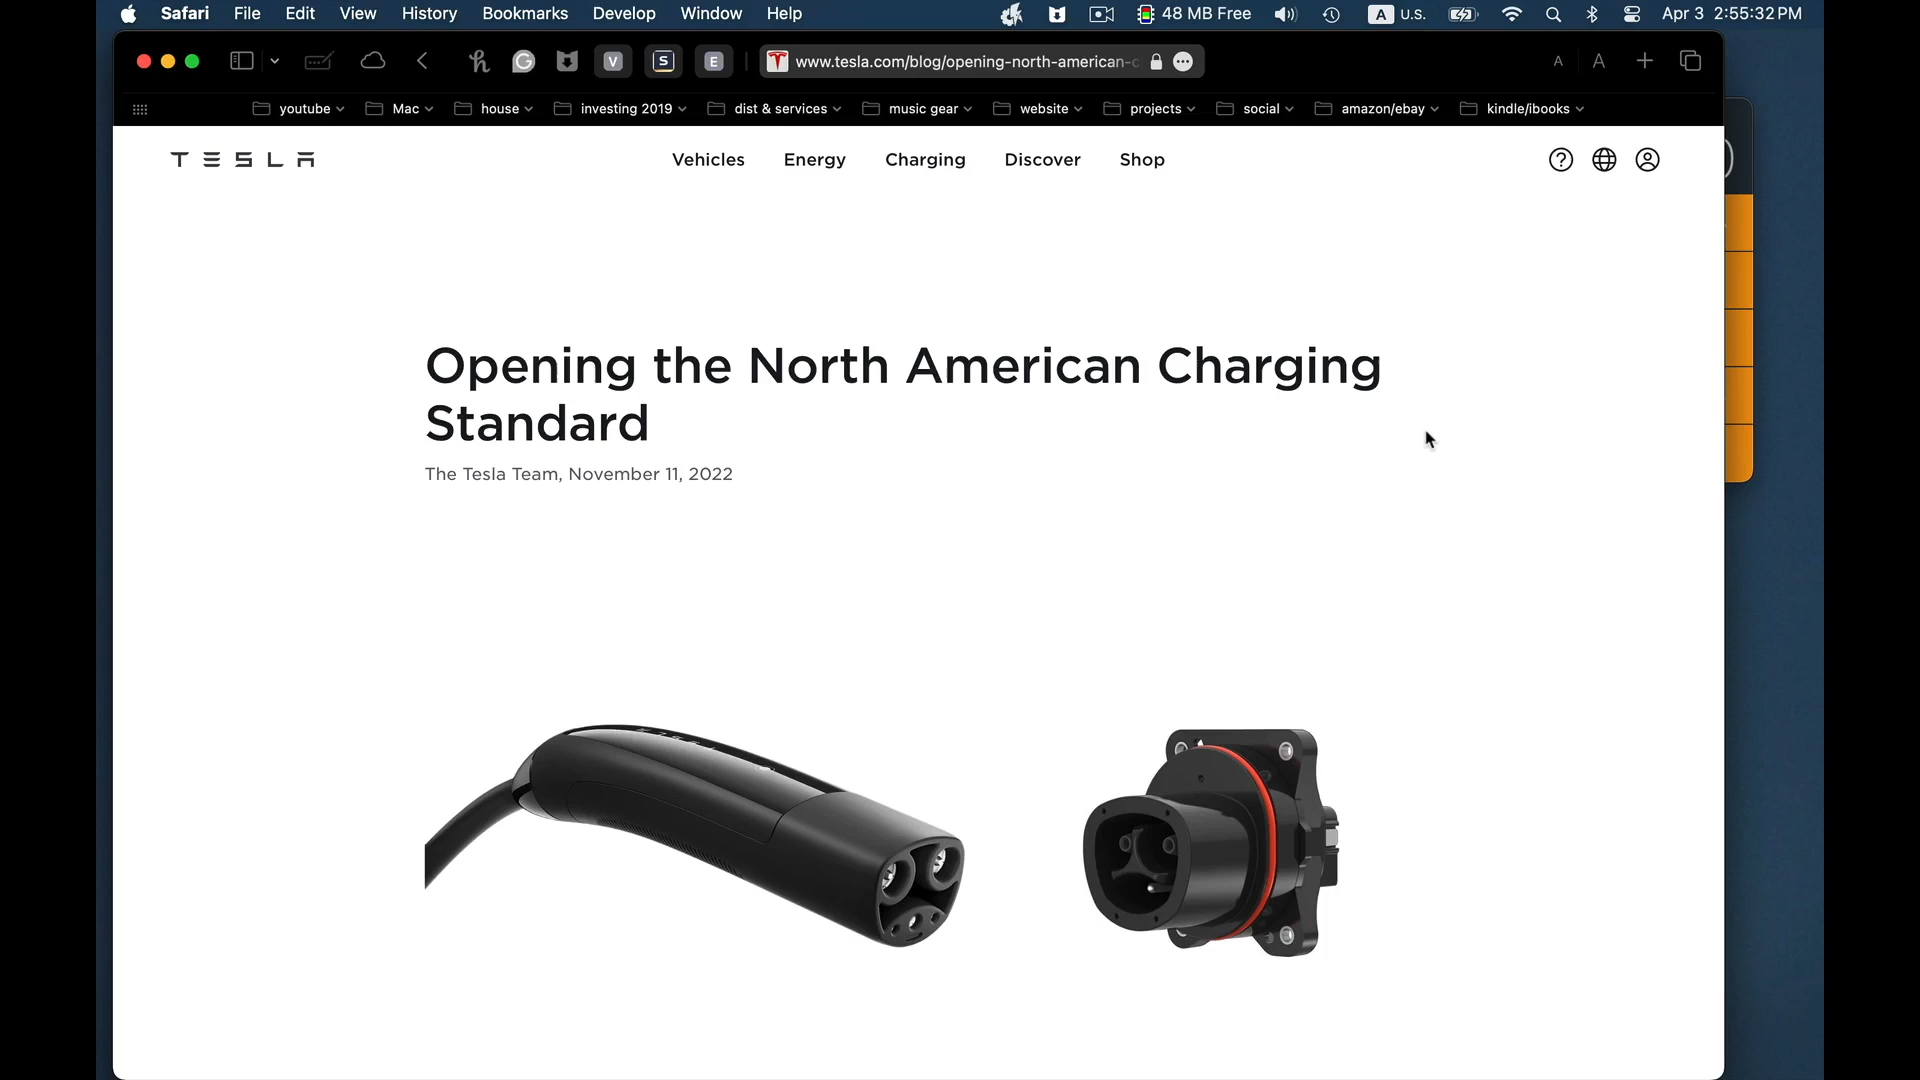 Safari File Edit View History Bookmarks Develop Window Help 48 MB Free A U.S. Apr 3 2:55:32 PM
V S E www.tesla.com/blog/opening-north-american-c A A
youtube Mac house investing 2019 dist & services music gear website projects social amazon/ebay kindle/ibooks
TESLA Vehicles Energy Charging Discover Shop
Opening the North American Charging
Standard
The Tesla Team, November 11, 2022